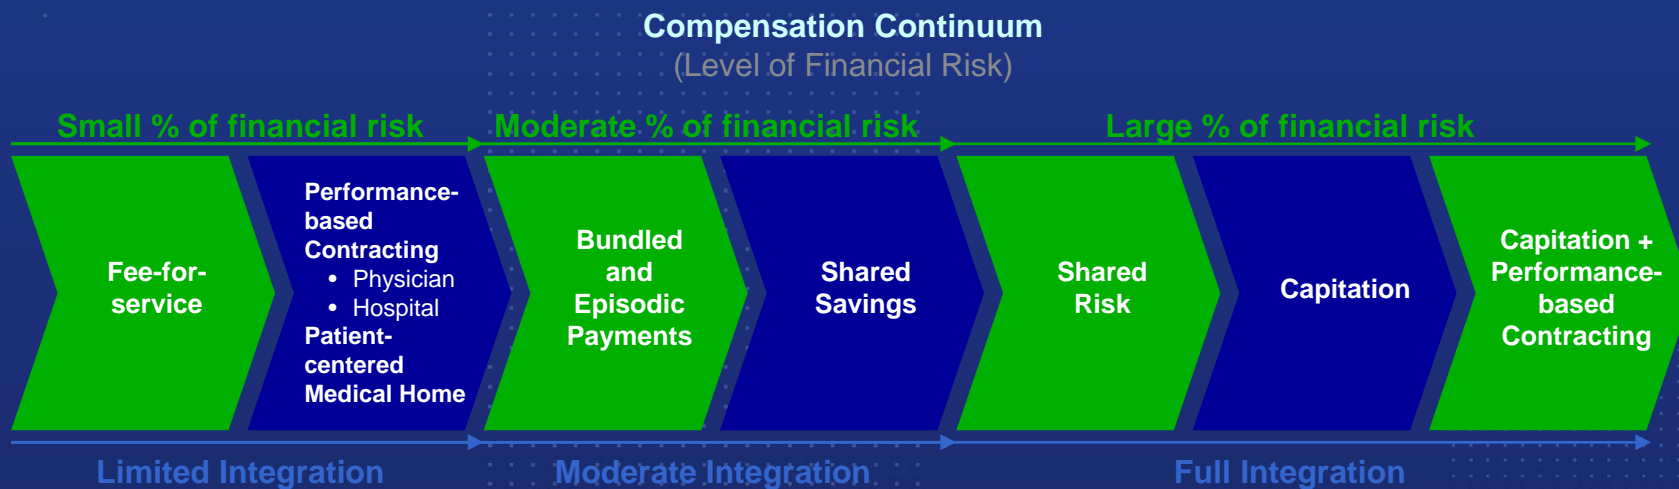 Compensation Continuum
(Level of Financial Risk)
Small % of financial risk
Moderate % of financial risk
Large % of financial risk
Fee-for-
service
Performance-
based
Contracting
• Physician
• Hospital
Patient-
centered
Medical Home
Bundled
and
Episodic
Payments
Shared
Savings
Shared
Risk
Capitation
Capitation +
Performance-
based
Contracting
Limited Integration
Moderate Integration
Full Integration